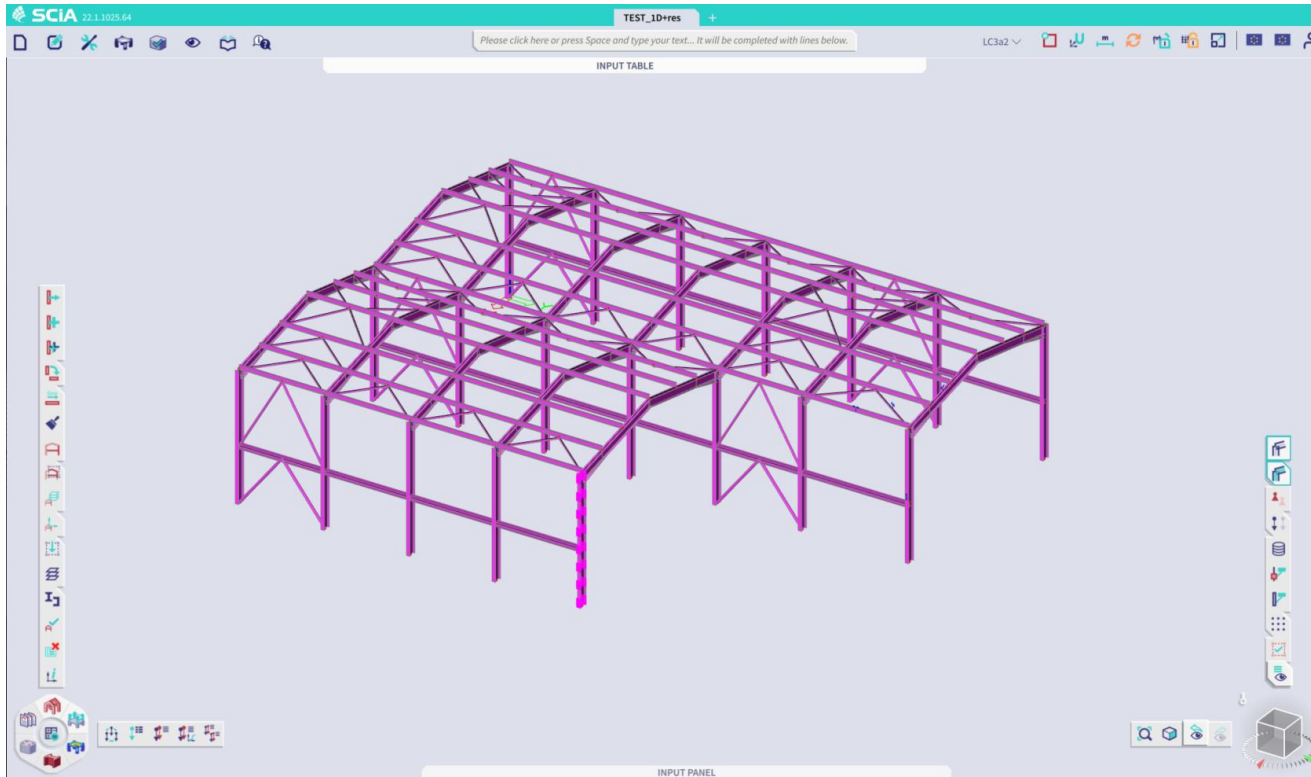 SCiA 22.1.1025.64
TEST_1D+res +
Please click here or press Space and type your text... It will be completed with lines below.
LC3a2
INPUT TABLE
INPUT PANEL